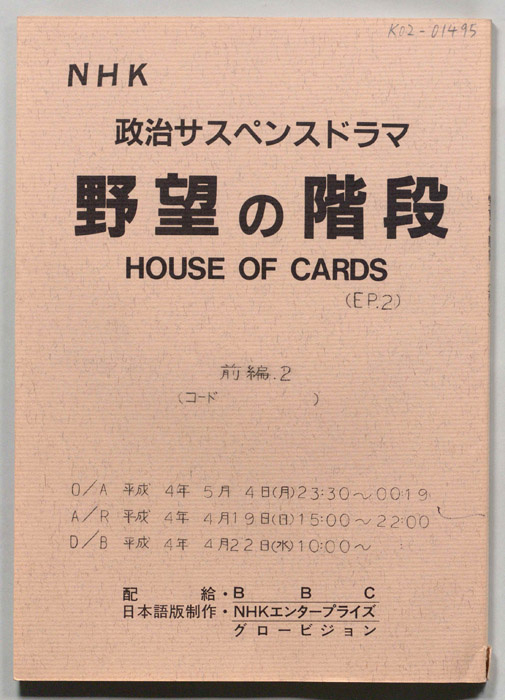 K02-01495
NHK
政治サスペンスドラマ
野望の階段
HOUSE OF CARDS
(EP.2)
前編.2
(コード　　　　　　)
O/A 平成 4年 5月 4日(月)23:30～00:19
A/R 平成 4年 4月19日(日)15:00～22:00
D/B 平成 4年 4月22日(水)10:00～
配給・BBC
日本語版制作・NHKエンタープライズ
グロービジョン